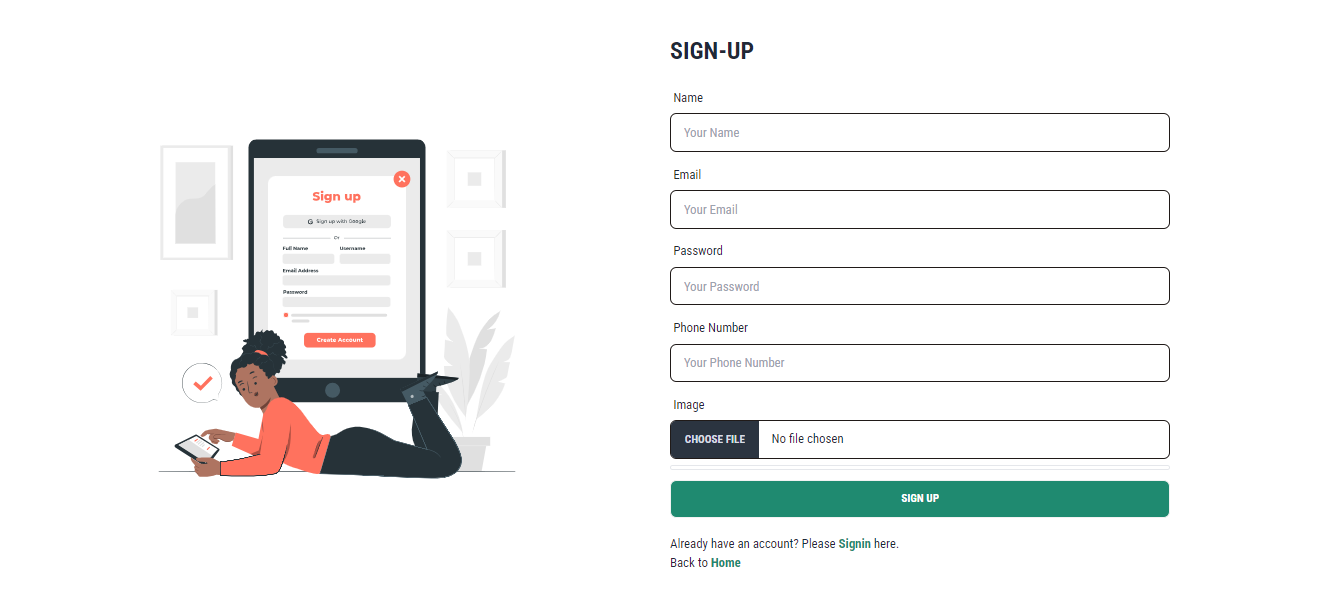 SIGN-UP
Name
Your Name
Email
Your Email
Password
Your Password
Phone Number
Your Phone Number
Image
CHOOSE FILE No file chosen
SIGN UP
Already have an account? Please Signin here.
Back to Home
Sign up
G Sign up with Google
Or
Full Name Username
Email Address
Password
Create Account